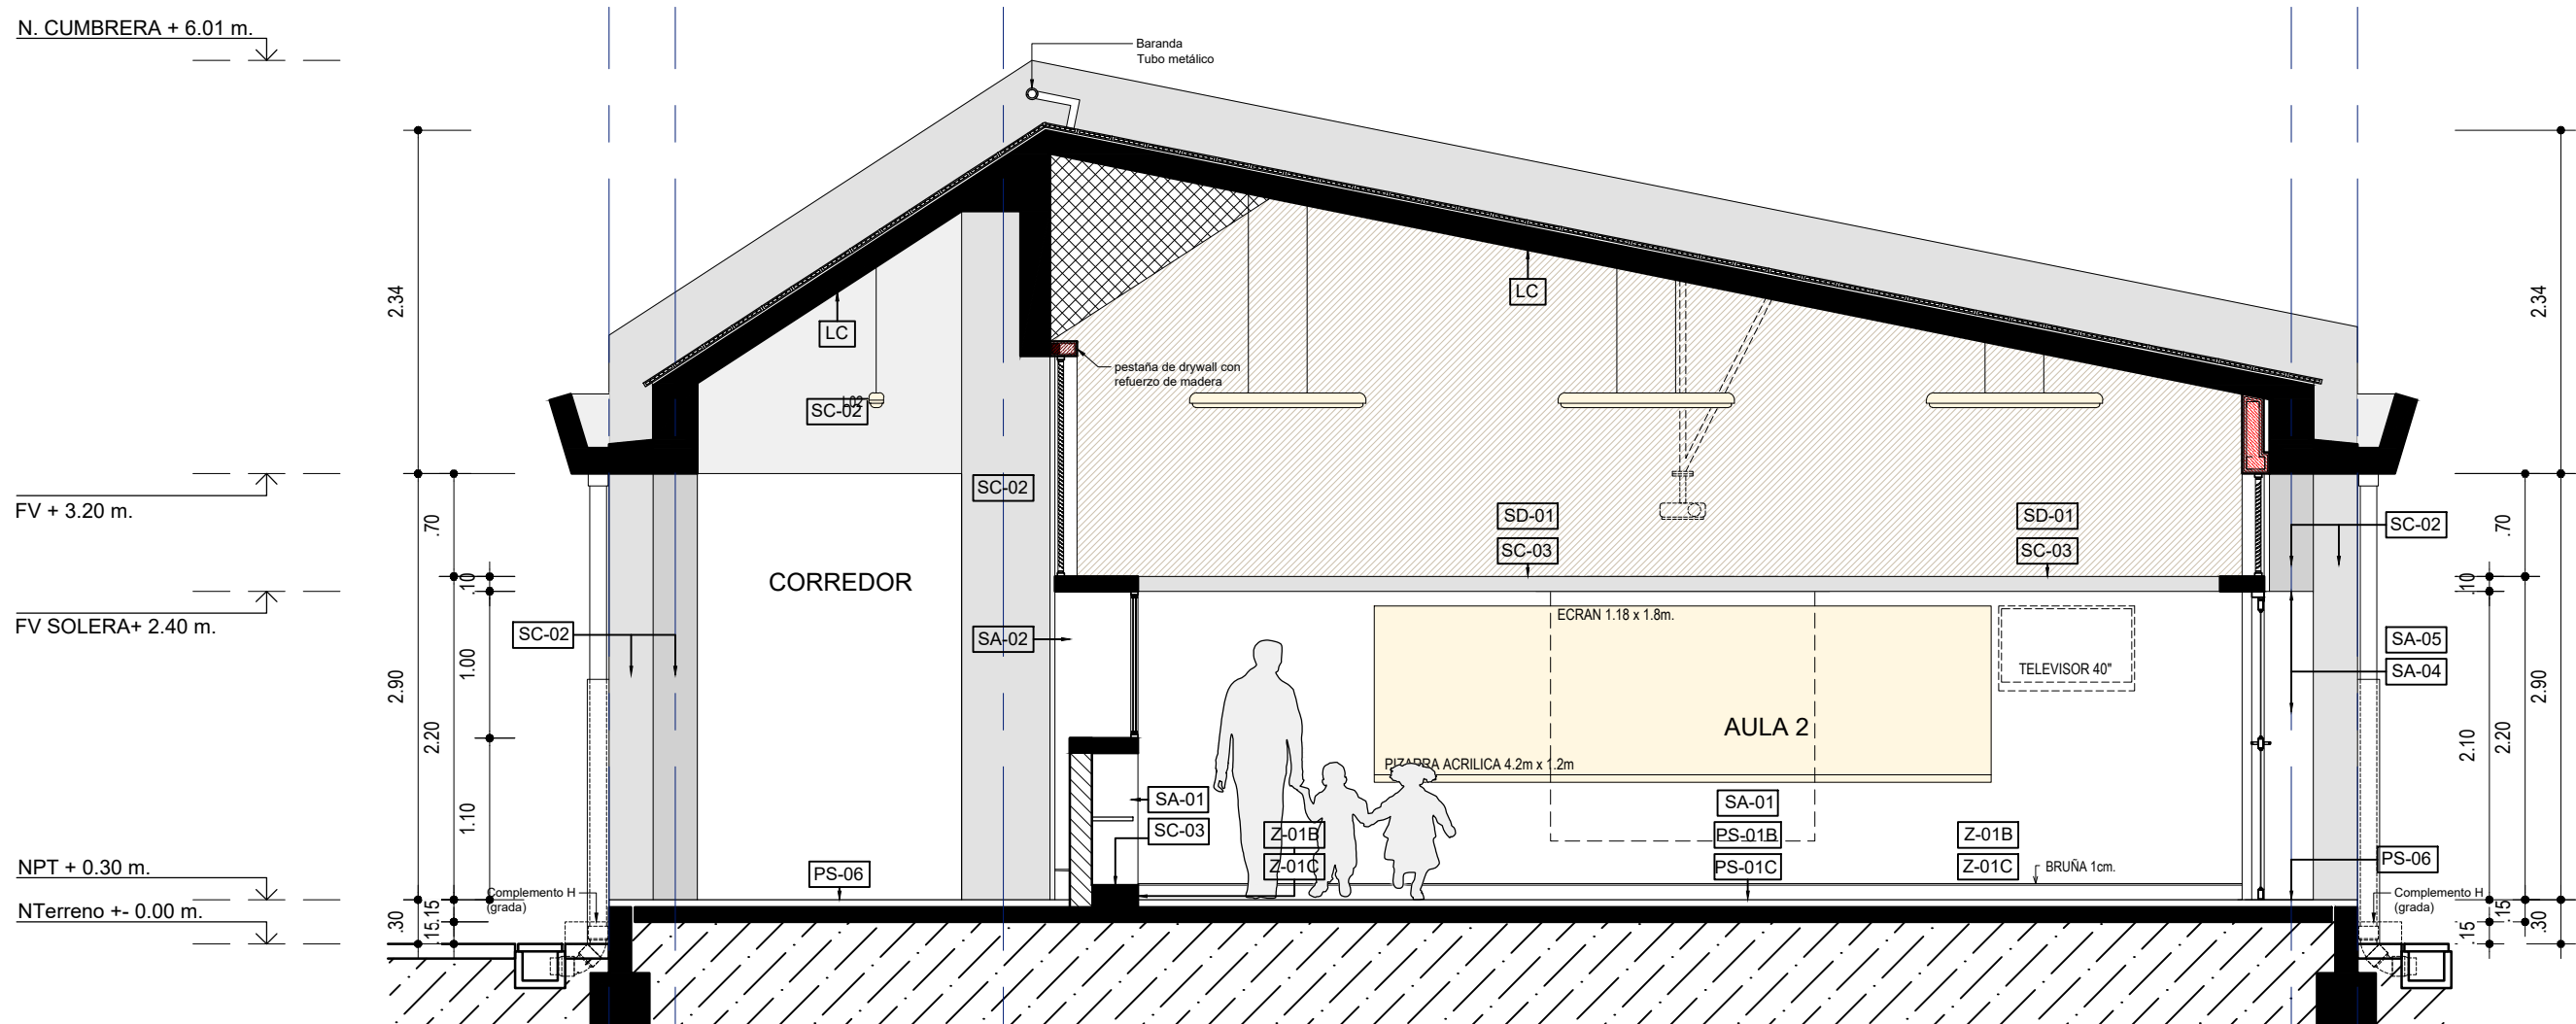 N. CUMBRERA + 6.01 m.
Baranda
Tubo metálico
2.34
2.34
LC
LC
pestaña de drywall con
refuerzo de madera
L02
SC-02
FV + 3.20 m.
SC-02
SD-01
SC-03
SD-01
SC-03
SC-02
.70
.70
CORREDOR
.10
.10
FV SOLERA+ 2.40 m.
SC-02
SA-02
ECRAN 1.18 x 1.8m.
TELEVISOR 40"
SA-05
SA-04
1.00
2.90
2.90
2.20
2.10
2.20
AULA 2
PIZARRA ACRILICA 4.2m x 1.2m
1.10
SA-01
SC-03
Z-01B
Z-01C
SA-01
PS-01B
PS-01C
Z-01B
Z-01C
BRUÑA 1cm.
PS-06
PS-06
NPT + 0.30 m.
NTerreno +- 0.00 m.
Complemento H
(grada)
Complemento H
(grada)
.30
.15
.15
.15
.15
.30